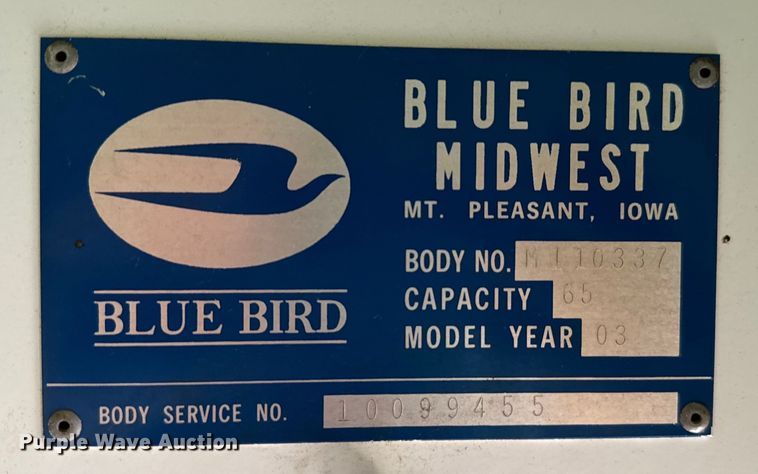 BLUE BIRD
MIDWEST
MT. PLEASANT, IOWA
BODY NO. M110337
CAPACITY 65
MODEL YEAR 03
BLUE BIRD
BODY SERVICE NO. 10099455
Purple Wave Auction